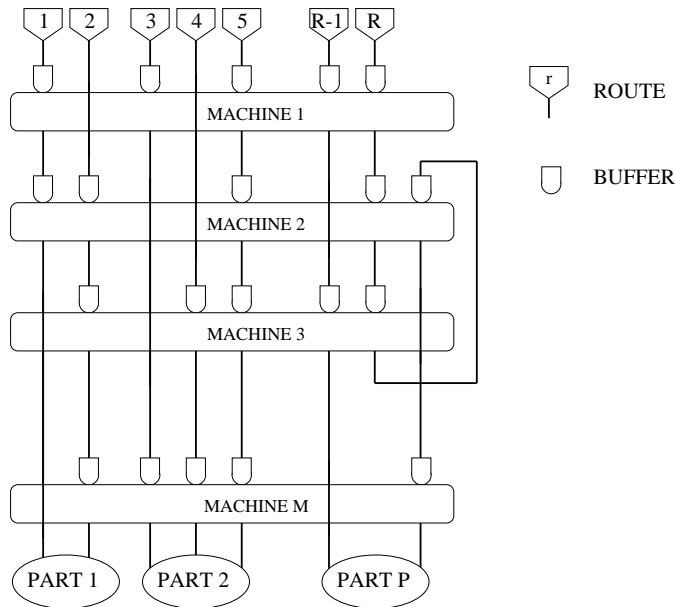 1 2 3 4 5 R-1 R
r ROUTE
MACHINE 1
BUFFER
MACHINE 2
MACHINE 3
MACHINE M
PART 1 PART 2 PART P